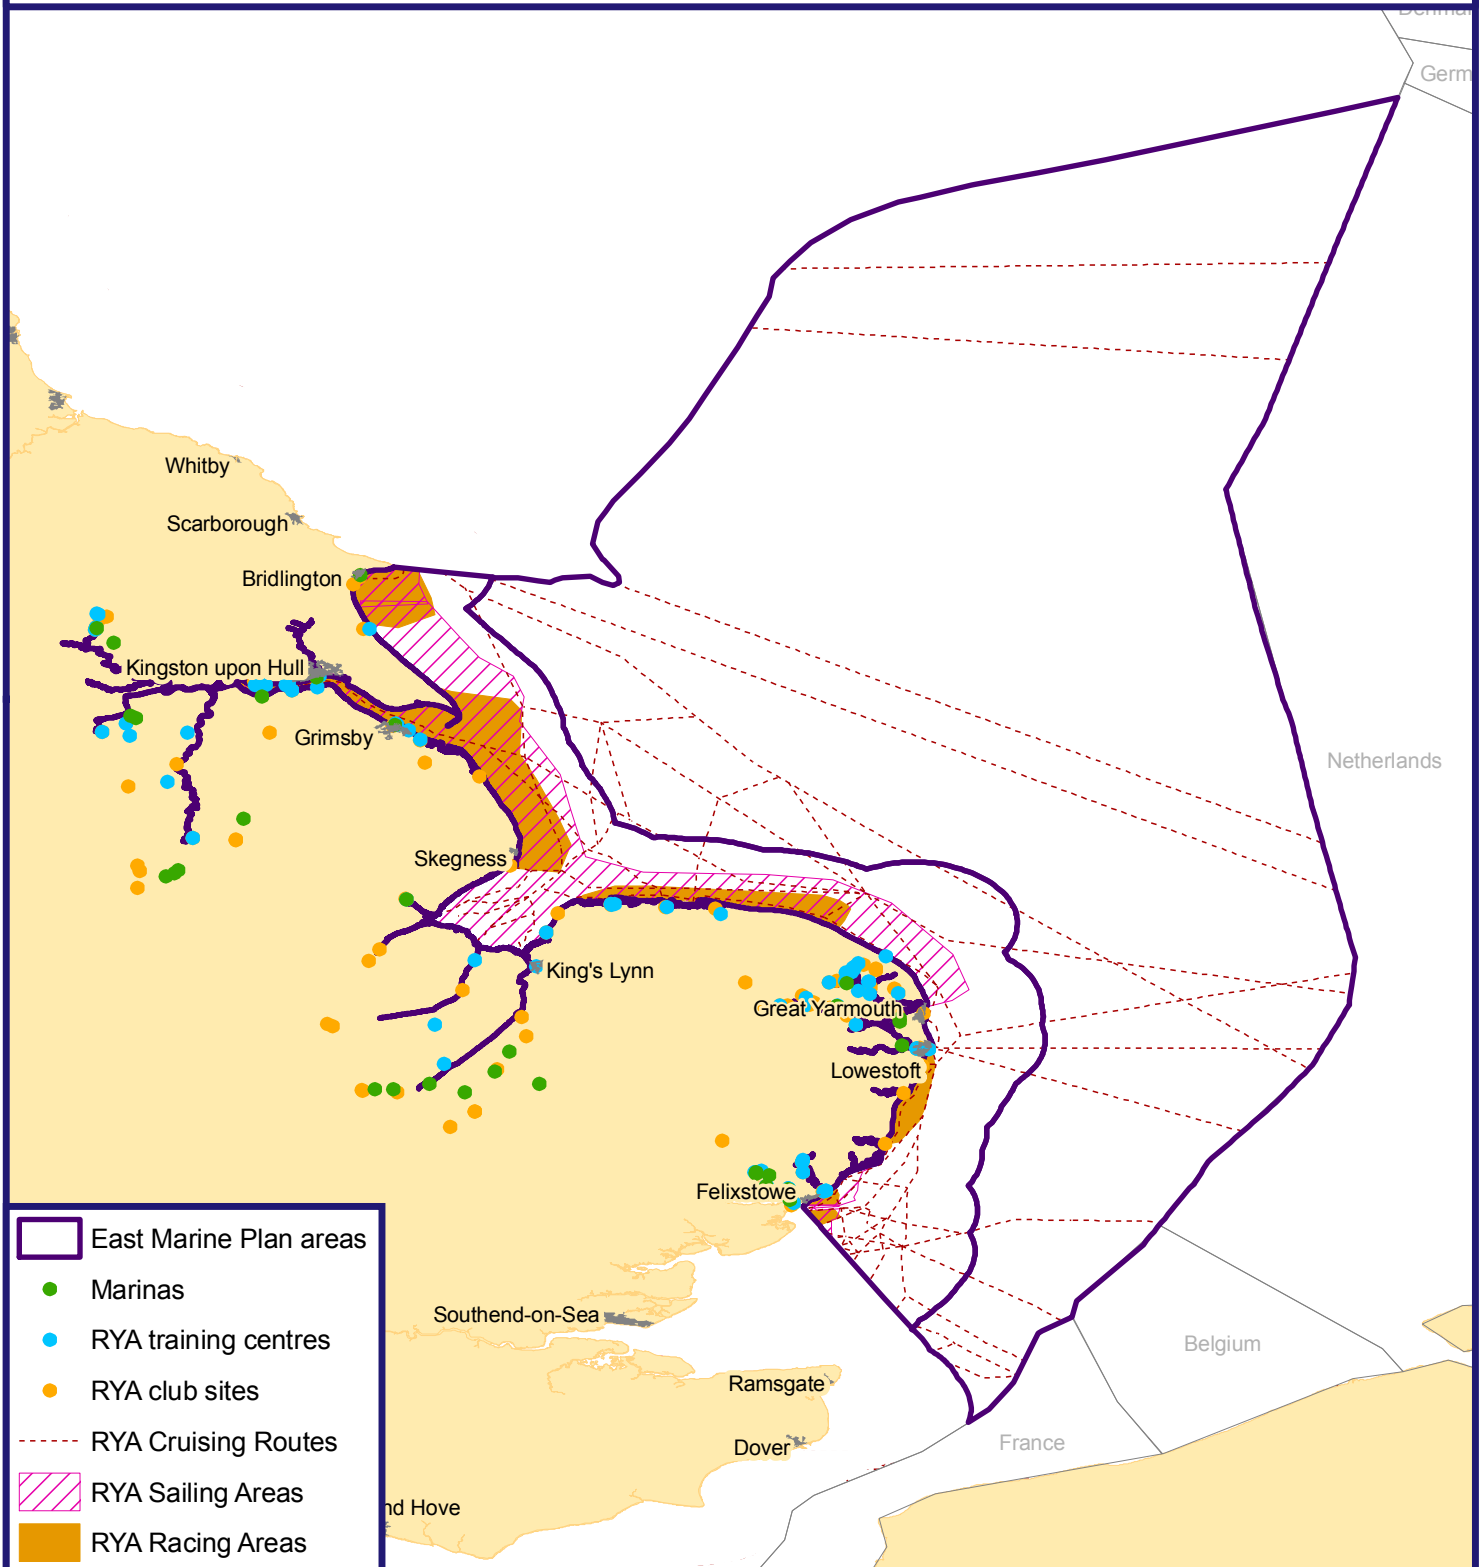 Whitby
Scarborough
Bridlington
Kingston upon Hull
Grimsby
Netherlands
Skegness
King's Lynn
Great Yarmouth
Lowestoft
Felixstowe
East Marine Plan areas
Marinas
Southend-on-Sea
RYA training centres
Belgium
Ramsgate
RYA club sites
RYA Cruising Routes
France
Dover
RYA Sailing Areas
nd Hove
RYA Racing Areas
Germ